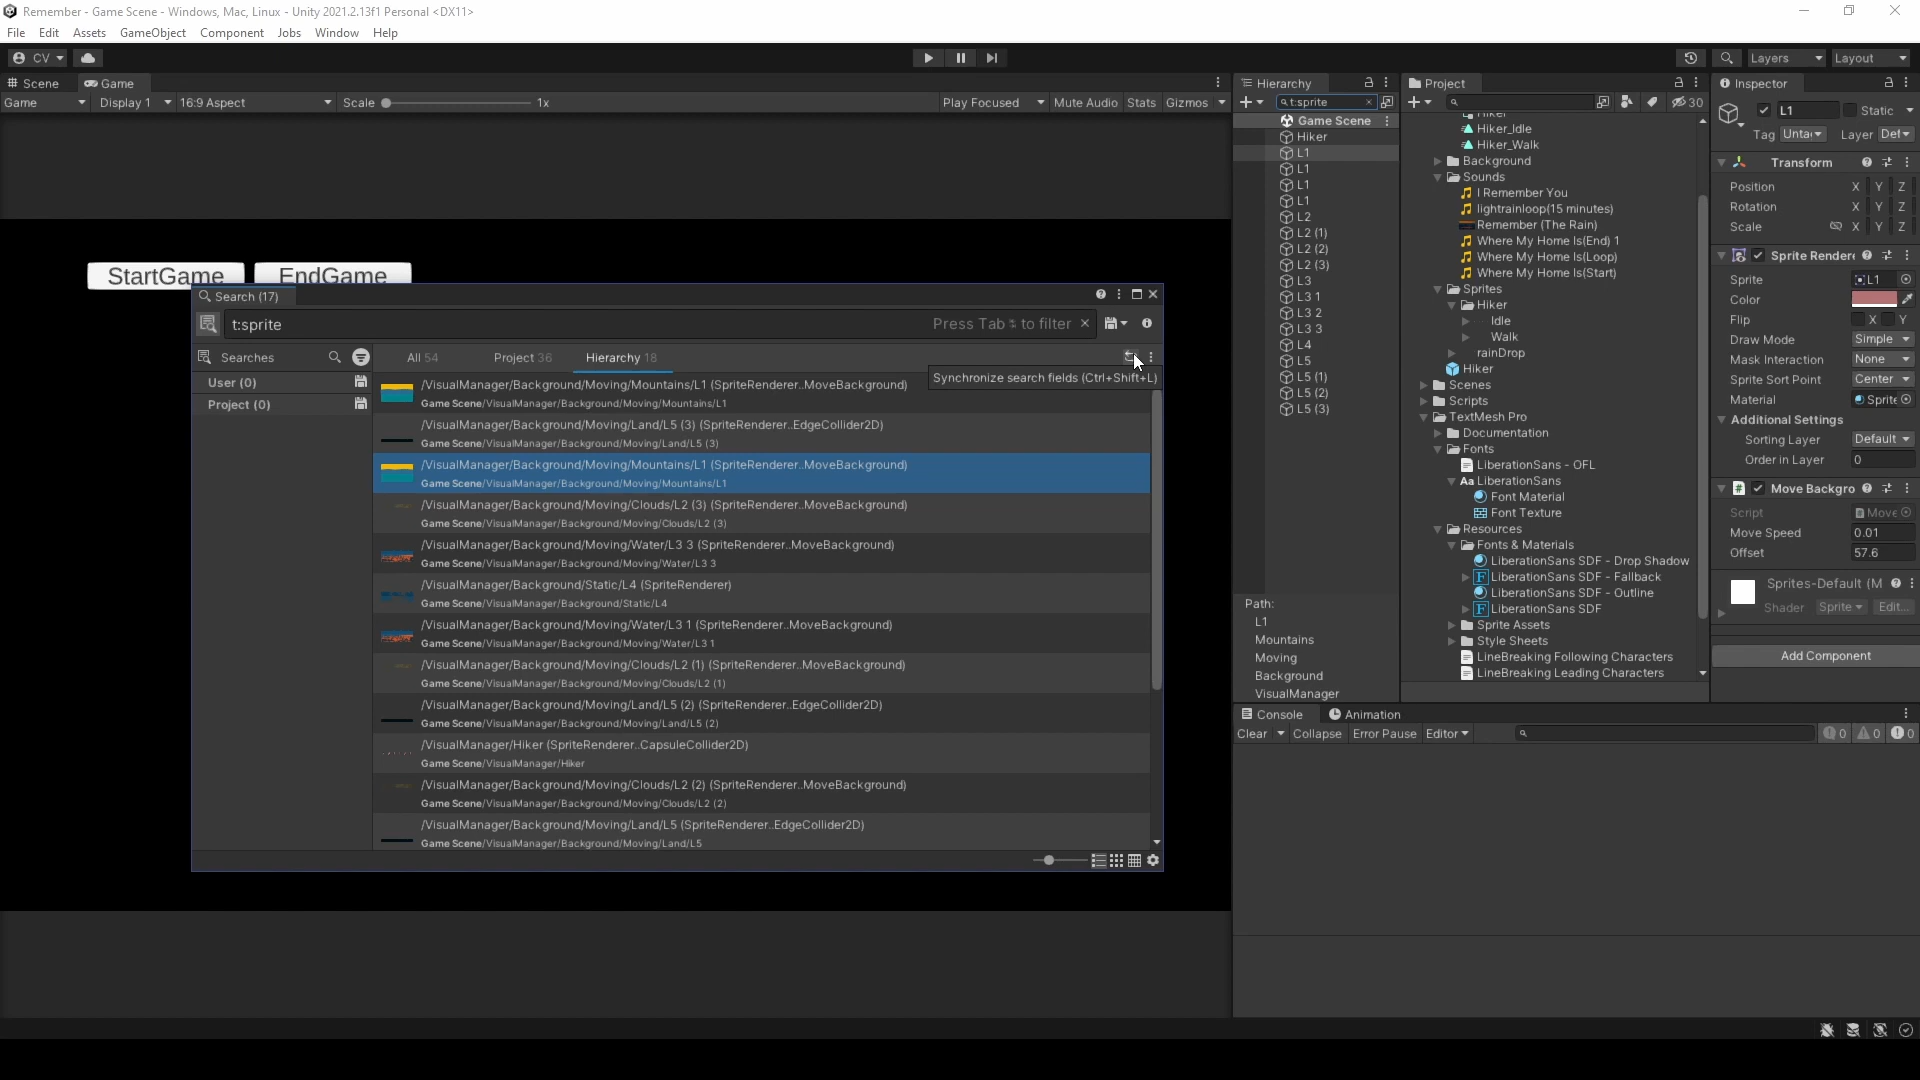 Remember - Game Scene - Windows, Mac, Linux - Unity 2021.2.13f1 Personal <DX11>
File Edit Assets GameObject Component Jobs Window Help
CV Layers Layout
Scene Game
Game Display 1 16:9 Aspect Scale 1x Play Focused Mute Audio Stats Gizmos
StartGame EndGame
Search (17)
t:sprite Press Tab ↹ to filter
Searches
User (0)
Project (0)
All 54 Project 36 Hierarchy 18
Synchronize search fields (Ctrl+Shift+L)
/VisualManager/Background/Moving/Mountains/L1 (SpriteRenderer..MoveBackground)
Game Scene/VisualManager/Background/Moving/Mountains/L1
/VisualManager/Background/Moving/Land/L5 (3) (SpriteRenderer..EdgeCollider2D)
Game Scene/VisualManager/Background/Moving/Land/L5 (3)
/VisualManager/Background/Moving/Mountains/L1 (SpriteRenderer..MoveBackground)
Game Scene/VisualManager/Background/Moving/Mountains/L1
/VisualManager/Background/Moving/Clouds/L2 (3) (SpriteRenderer..MoveBackground)
Game Scene/VisualManager/Background/Moving/Clouds/L2 (3)
/VisualManager/Background/Moving/Water/L3 3 (SpriteRenderer..MoveBackground)
Game Scene/VisualManager/Background/Moving/Water/L3 3
/VisualManager/Background/Static/L4 (SpriteRenderer)
Game Scene/VisualManager/Background/Static/L4
/VisualManager/Background/Moving/Water/L3 1 (SpriteRenderer..MoveBackground)
Game Scene/VisualManager/Background/Moving/Water/L3 1
/VisualManager/Background/Moving/Clouds/L2 (1) (SpriteRenderer..MoveBackground)
Game Scene/VisualManager/Background/Moving/Clouds/L2 (1)
/VisualManager/Background/Moving/Land/L5 (2) (SpriteRenderer..EdgeCollider2D)
Game Scene/VisualManager/Background/Moving/Land/L5 (2)
/VisualManager/Hiker (SpriteRenderer..CapsuleCollider2D)
Game Scene/VisualManager/Hiker
/VisualManager/Background/Moving/Clouds/L2 (2) (SpriteRenderer..MoveBackground)
Game Scene/VisualManager/Background/Moving/Clouds/L2 (2)
/VisualManager/Background/Moving/Land/L5 (SpriteRenderer..EdgeCollider2D)
Game Scene/VisualManager/Background/Moving/Land/L5
Hierarchy
t:sprite
Game Scene
Hiker
L1
L1
L1
L1
L2
L2 (1)
L2 (2)
L2 (3)
L3
L3 1
L3 2
L3 3
L4
L5
L5 (1)
L5 (2)
L5 (3)
Path:
L1
Mountains
Moving
Background
VisualManager
Project
30
Hiker
Hiker_Idle
Hiker_Walk
Background
Sounds
I Remember You
lightrainloop(15 minutes)
Remember (The Rain)
Where My Home Is(End) 1
Where My Home Is(Loop)
Where My Home Is(Start)
Sprites
Hiker
Idle
Walk
rainDrop
Hiker
Scenes
Scripts
TextMesh Pro
Documentation
Fonts
LiberationSans - OFL
Aa LiberationSans
Font Material
Font Texture
Resources
Fonts & Materials
LiberationSans SDF - Drop Shadow
F LiberationSans SDF - Fallback
LiberationSans SDF - Outline
F LiberationSans SDF
Sprite Assets
Style Sheets
LineBreaking Following Characters
LineBreaking Leading Characters
Inspector
L1 Static
Tag Unta Layer Def
Transform
Position X Y Z
Rotation X Y Z
Scale X Y Z
Sprite Rendere
Sprite L1
Color
Flip X Y
Draw Mode Simple
Mask Interaction None
Sprite Sort Point Center
Material Sprite
Additional Settings
Sorting Layer Default
Order in Layer 0
# Move Backgro
Script Move
Move Speed 0.01
Offset 57.6
Sprites-Default (M
Shader Sprite Edit...
Add Component
Console Animation
Clear Collapse Error Pause Editor 0 0 0